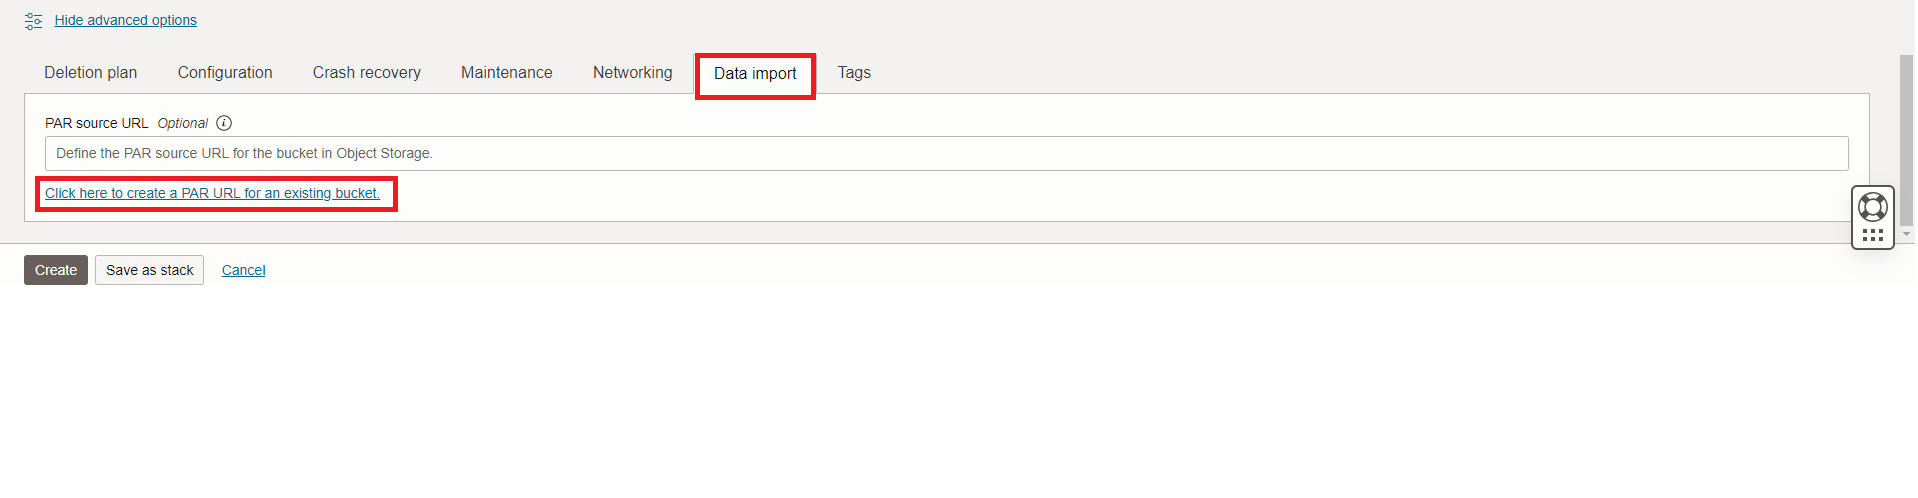 Hide advanced options
Deletion plan Configuration Crash recovery Maintenance Networking Data import Tags
PAR source URL Optional
Define the PAR source URL for the bucket in Object Storage.
Click here to create a PAR URL for an existing bucket.
Create Save as stack Cancel